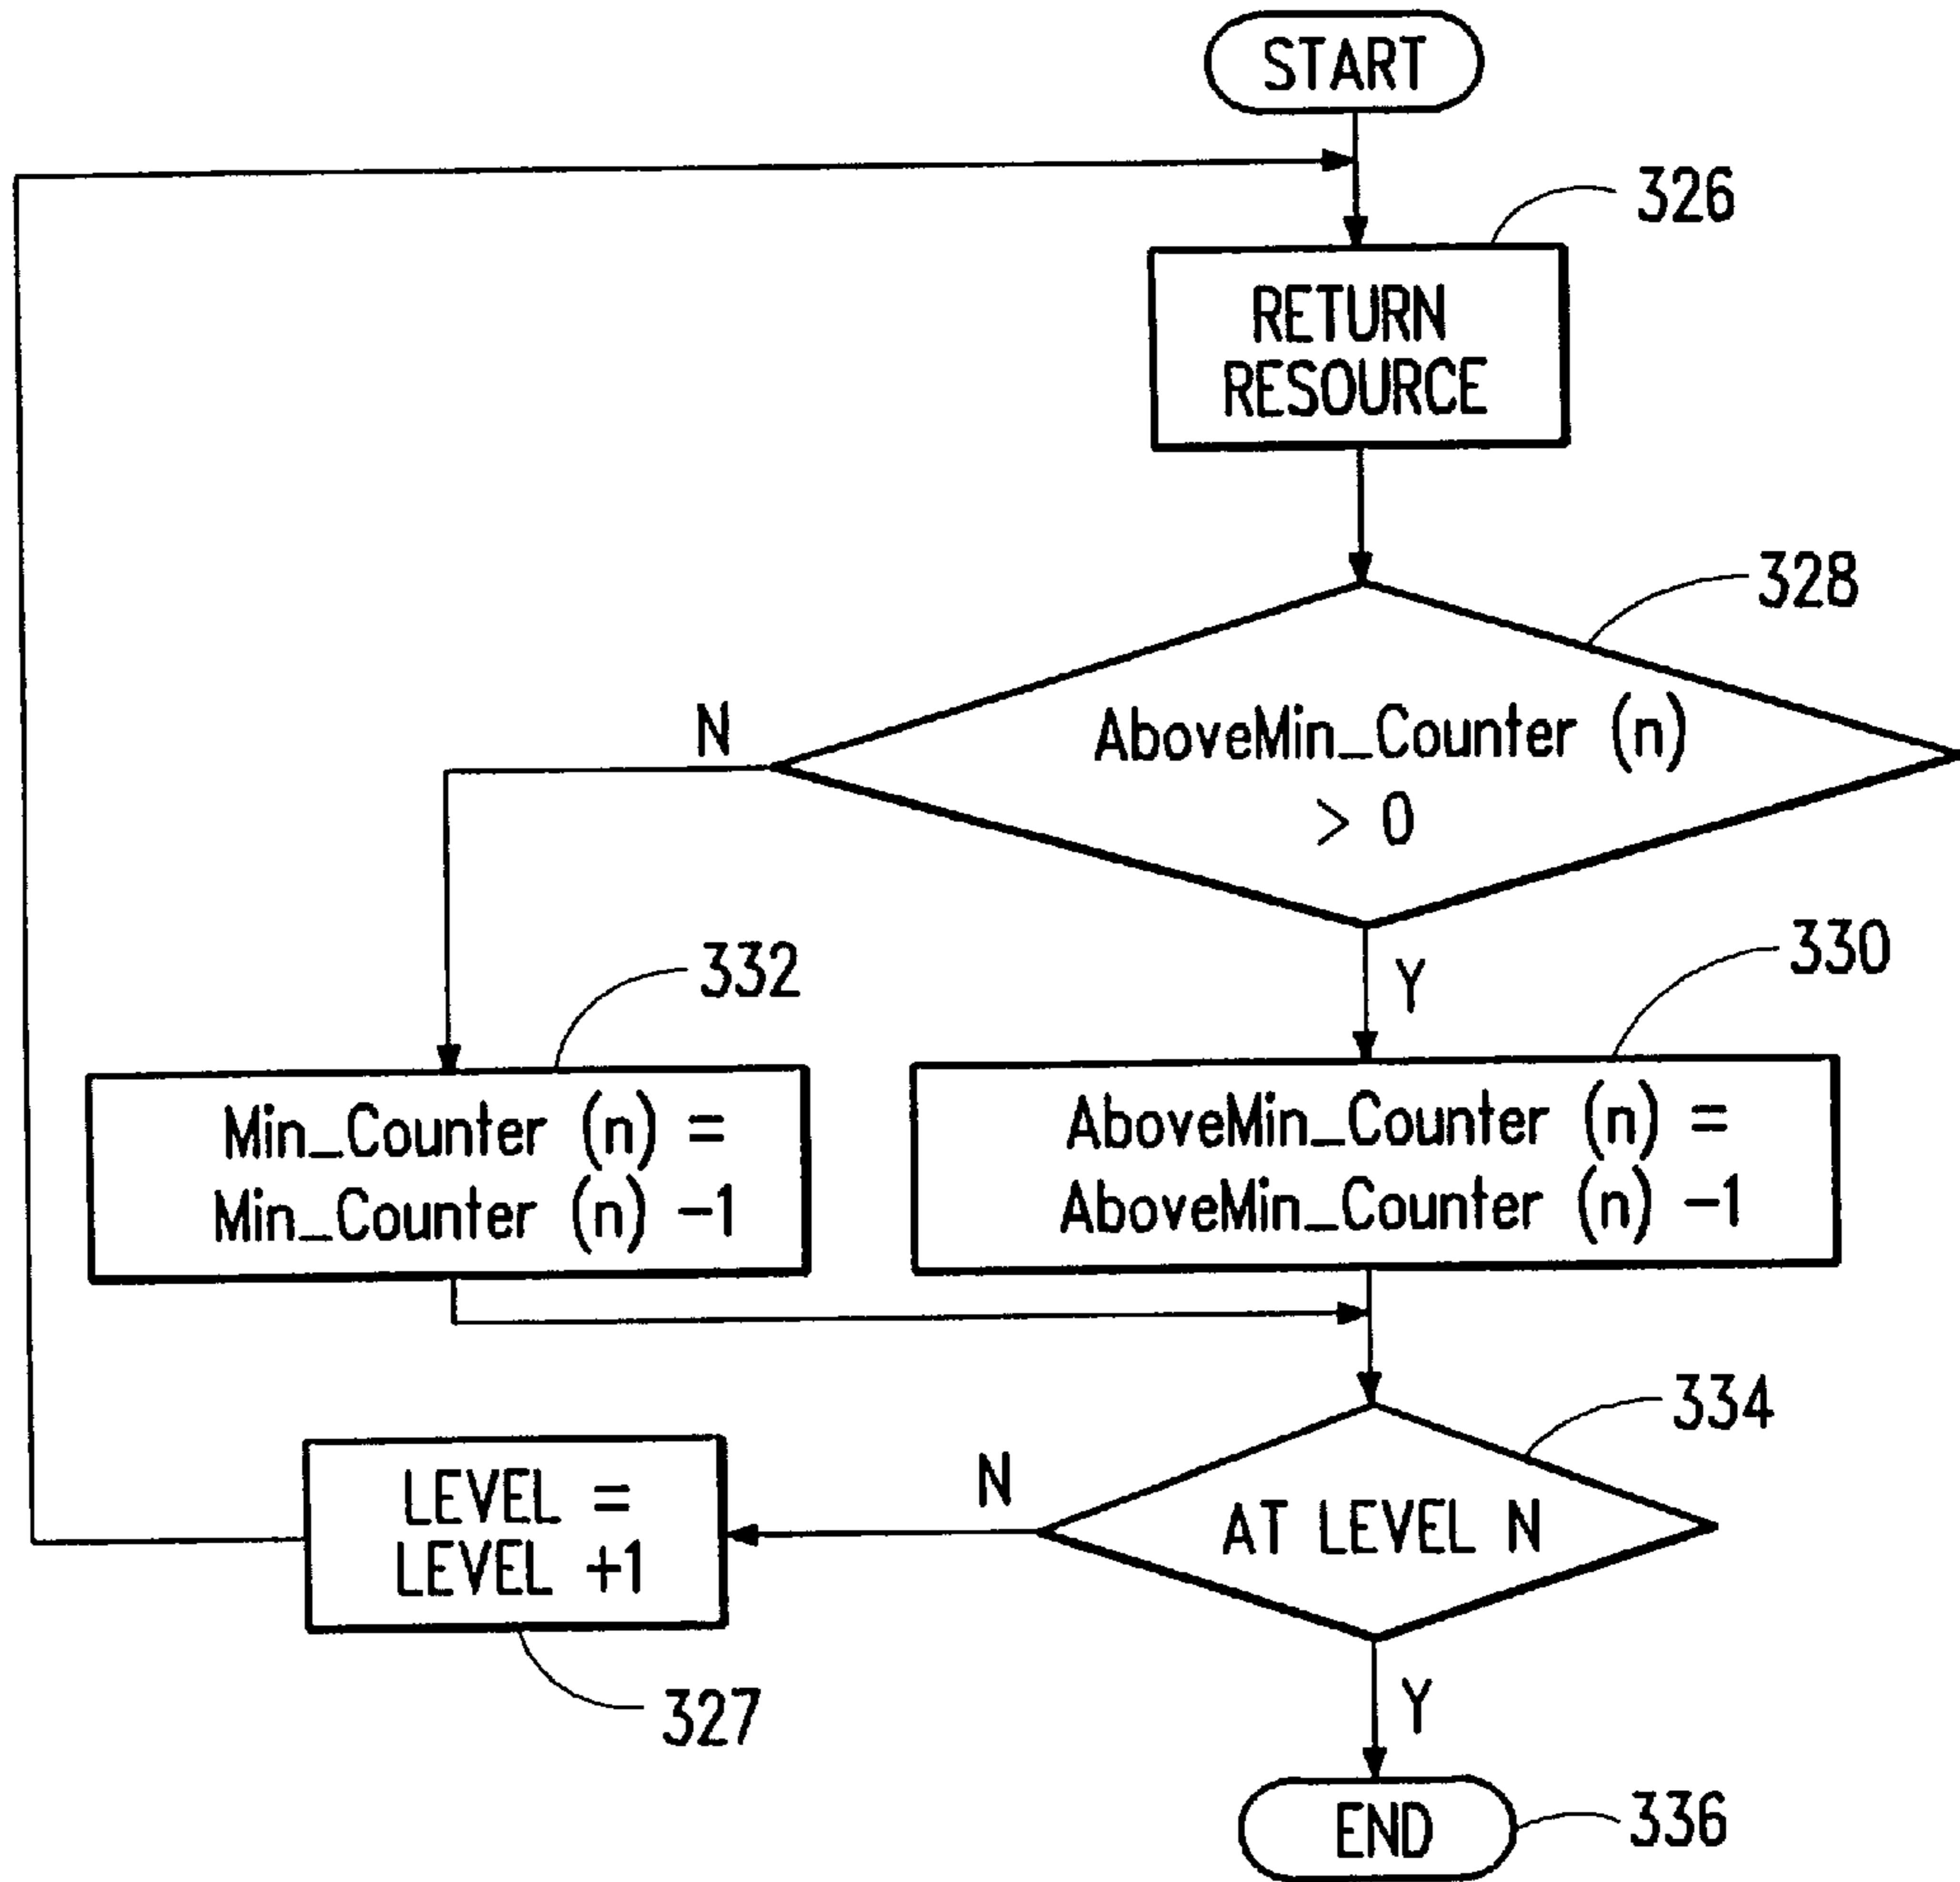 START
326
RETURN
RESOURCE
328
N
AboveMin_Counter (n)
> 0
332
Y
330
Min_Counter (n) =
Min_Counter (n) -1
AboveMin_Counter (n) =
AboveMin_Counter (n) -1
334
LEVEL =
LEVEL +1
N
AT LEVEL N
327
Y
END
336